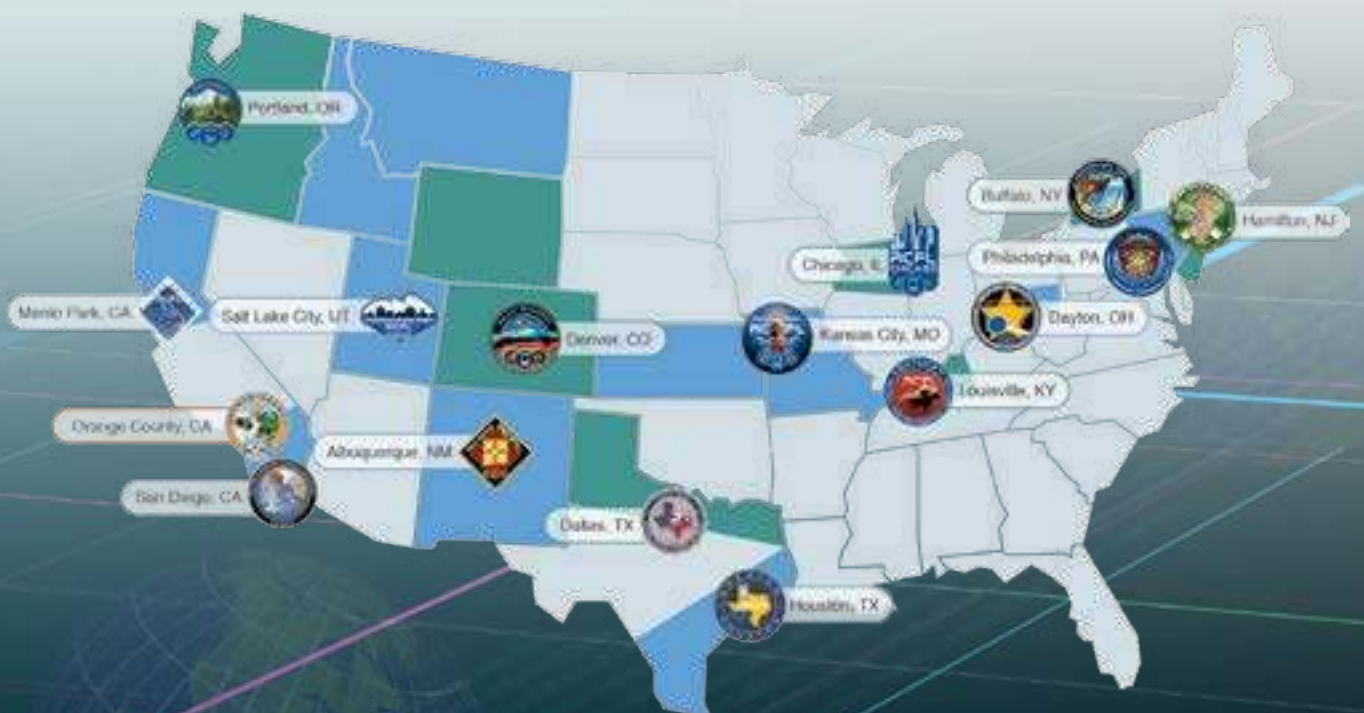 Portland, OR
Buffalo, NY
Hamilton, NJ
Chicago, IL
Philadelphia, PA
Menlo Park, CA
Salt Lake City, UT
Denver, CO
Kansas City, MO
Dayton, OH
Louisville, KY
Orange County, CA
Albuquerque, NM
San Diego, CA
Dallas, TX
Houston, TX
RCFL